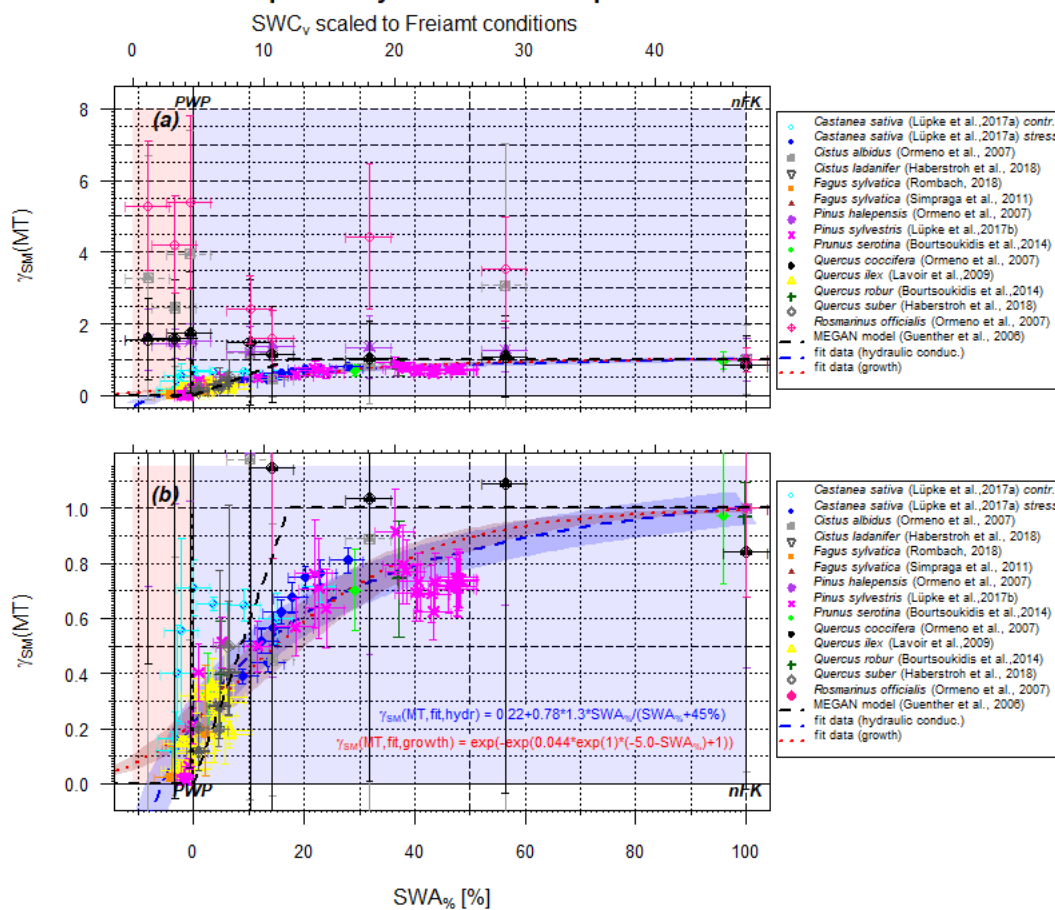 SWCv scaled to Freiamt conditions
0 10 20 30 40
PWP nFK
(a)
8
6
4
2
0
γSM(MT)
Castanea sativa (Lüpke et al.,2017a) contr.
Castanea sativa (Lüpke et al.,2017a) stress
Cistus albidus (Ormeno et al., 2007)
Cistus ladanifer (Haberstroh et al., 2018)
Fagus sylvatica (Rombach, 2018)
Fagus sylvatica (Simpraga et al., 2011)
Pinus halepensis (Ormeno et al., 2007)
Pinus sylvestris (Lüpke et al.,2017b)
Prunus serotina (Bourtsoukidis et al.,2014)
Quercus coccifera (Ormeno et al., 2007)
Quercus ilex (Lavoir et al.,2009)
Quercus robur (Bourtsoukidis et al.,2014)
Quercus suber (Haberstroh et al., 2018)
Rosmarinus officialis (Ormeno et al., 2007)
MEGAN model (Guenther et al., 2006)
fit data (hydraulic conduc.)
fit data (growth)
(b)
1.0
0.8
0.6
0.4
0.2
0.0
γSM(MT)
γSM(MT,fit,hydr) = 0.22+0.78*1.3*SWA%/(SWA%+45%)
γSM(MT,fit,growth) = exp(-exp(0.044*exp(1)*(-5.0-SWA%)+1))
PWP nFK
Castanea sativa (Lüpke et al.,2017a) contr.
Castanea sativa (Lüpke et al.,2017a) stress
Cistus albidus (Ormeno et al., 2007)
Cistus ladanifer (Haberstroh et al., 2018)
Fagus sylvatica (Rombach, 2018)
Fagus sylvatica (Simpraga et al., 2011)
Pinus halepensis (Ormeno et al., 2007)
Pinus sylvestris (Lüpke et al.,2017b)
Prunus serotina (Bourtsoukidis et al.,2014)
Quercus coccifera (Ormeno et al., 2007)
Quercus ilex (Lavoir et al.,2009)
Quercus robur (Bourtsoukidis et al.,2014)
Quercus suber (Haberstroh et al., 2018)
Rosmarinus officialis (Ormeno et al., 2007)
MEGAN model (Guenther et al., 2006)
fit data (hydraulic conduc.)
fit data (growth)
0 20 40 60 80 100
SWA% [%]